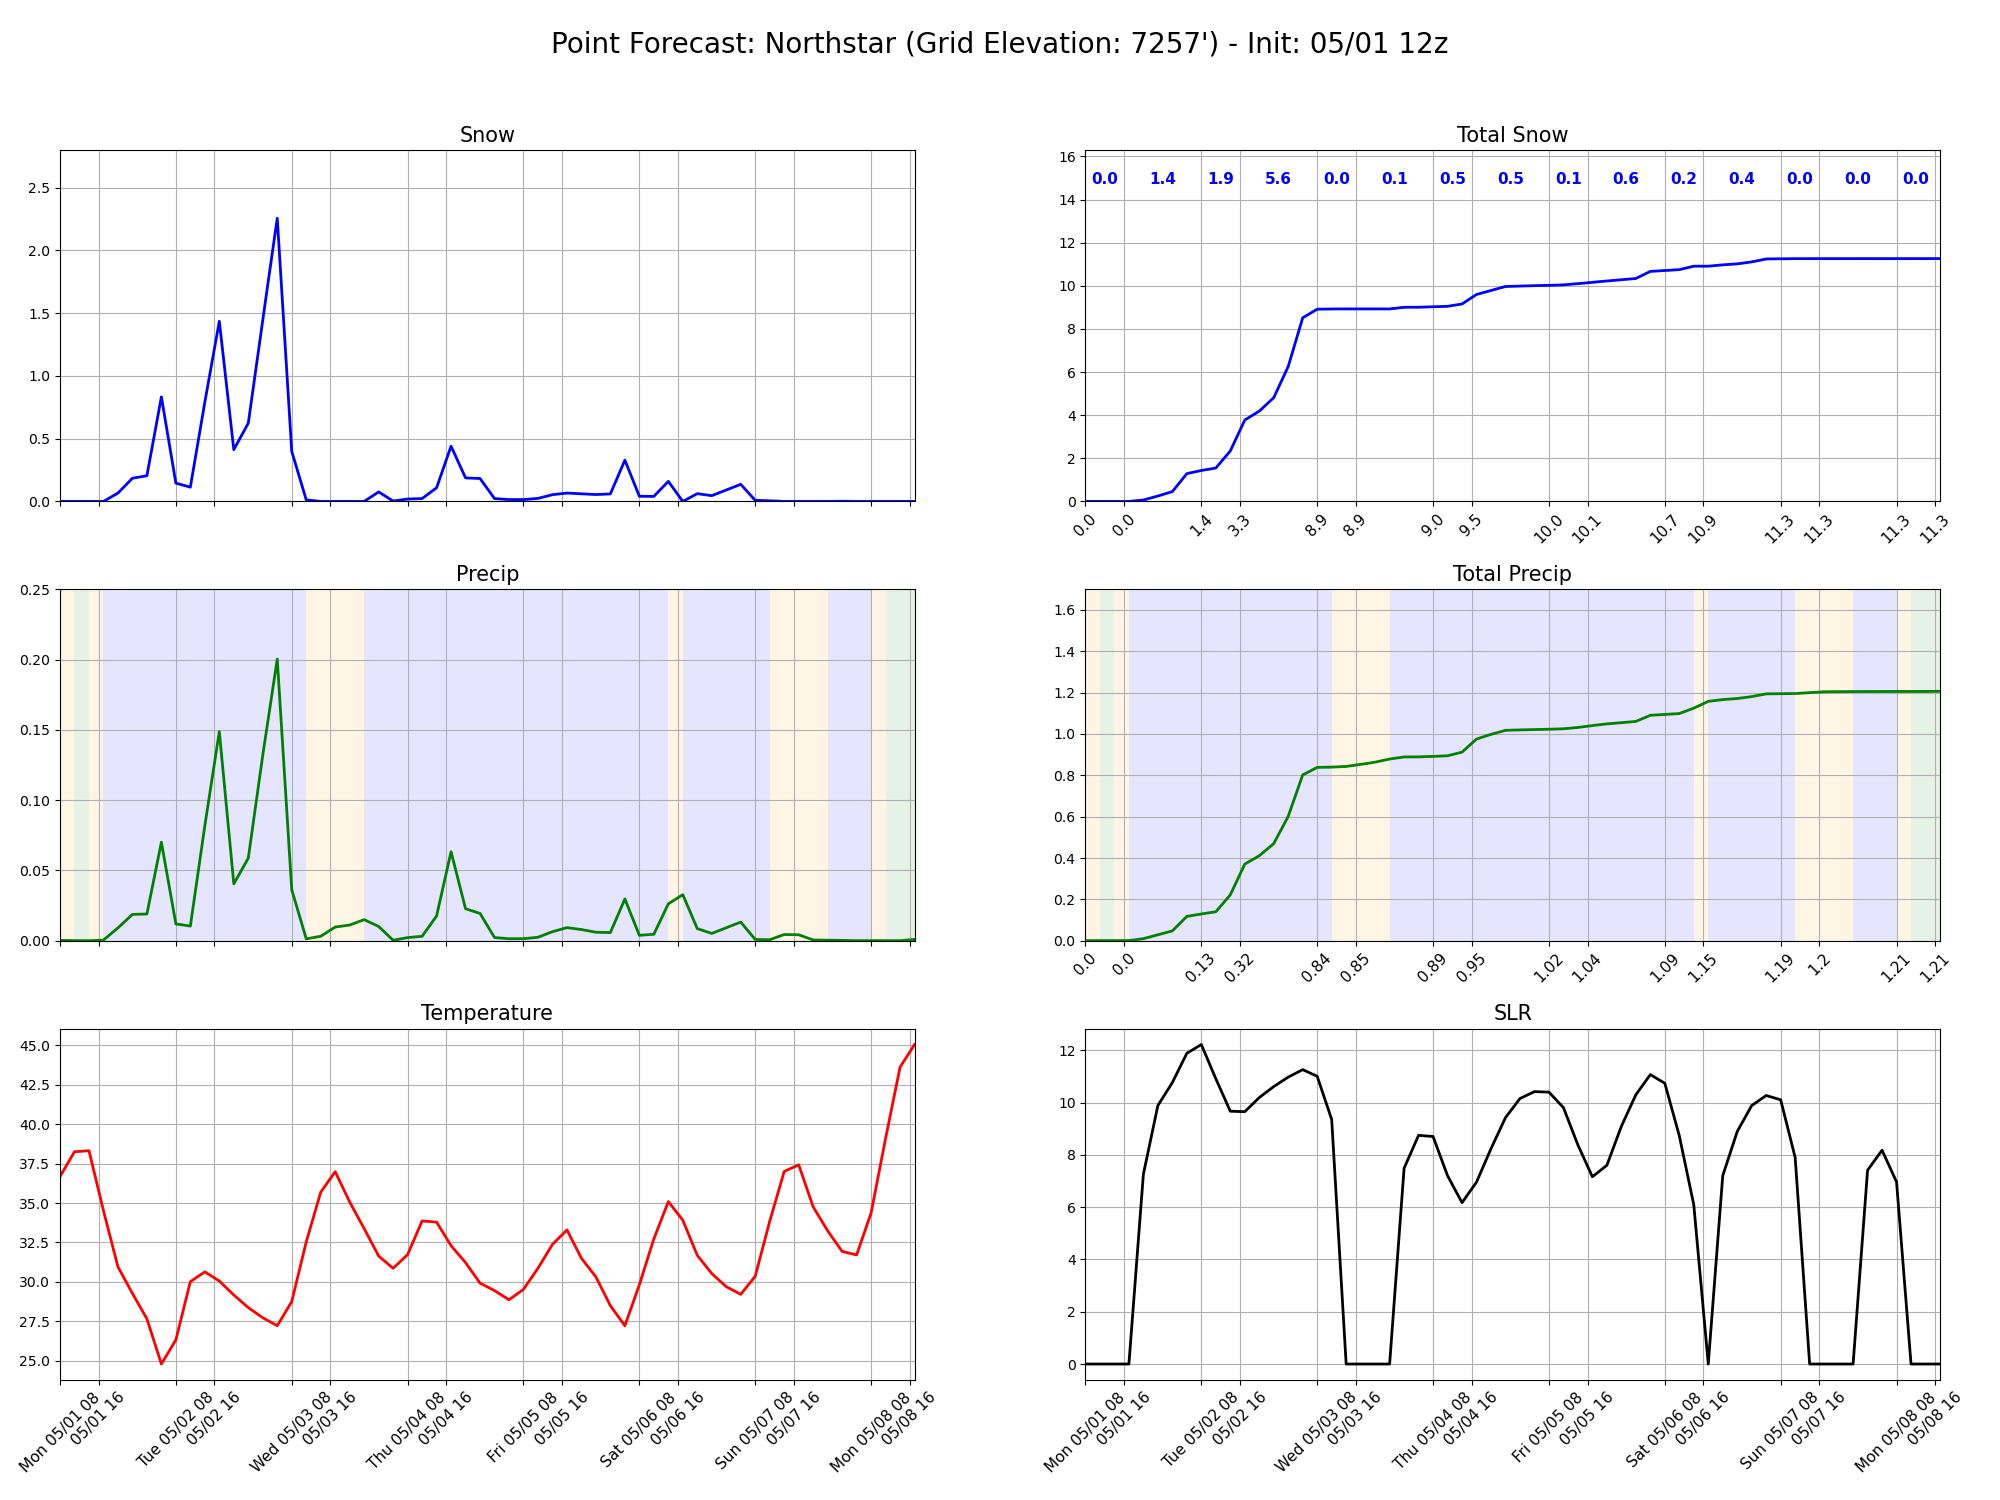 Point Forecast: Northstar (Grid Elevation: 7257') - Init: 05/01 12z
Snow
2.5
2.0
1.5
1.0
0.5
0.0
Total Snow
16
14
12
10
8
6
4
2
0
0.0 1.4 1.9 5.6 0.0 0.1 0.5 0.5 0.1 0.6 0.2 0.4 0.0 0.0 0.0
0.0 0.0 1.4 3.3 8.9 8.9 9.0 9.5 10.0 10.1 10.7 10.9 11.3 11.3 11.3 11.3
Precip
0.25
0.20
0.15
0.10
0.05
0.00
Total Precip
1.6
1.4
1.2
1.0
0.8
0.6
0.4
0.2
0.0
0.0 0.0 0.13 0.32 0.84 0.85 0.89 0.95 1.02 1.04 1.09 1.15 1.19 1.2 1.21 1.21
Temperature
45.0
42.5
40.0
37.5
35.0
32.5
30.0
27.5
25.0
Mon 05/01 08
05/01 16
Tue 05/02 08
05/02 16
Wed 05/03 08
05/03 16
Thu 05/04 08
05/04 16
Fri 05/05 08
05/05 16
Sat 05/06 08
05/06 16
Sun 05/07 08
05/07 16
Mon 05/08 08
05/08 16
SLR
12
10
8
6
4
2
0
Mon 05/01 08
05/01 16
Tue 05/02 08
05/02 16
Wed 05/03 08
05/03 16
Thu 05/04 08
05/04 16
Fri 05/05 08
05/05 16
Sat 05/06 08
05/06 16
Sun 05/07 08
05/07 16
Mon 05/08 08
05/08 16